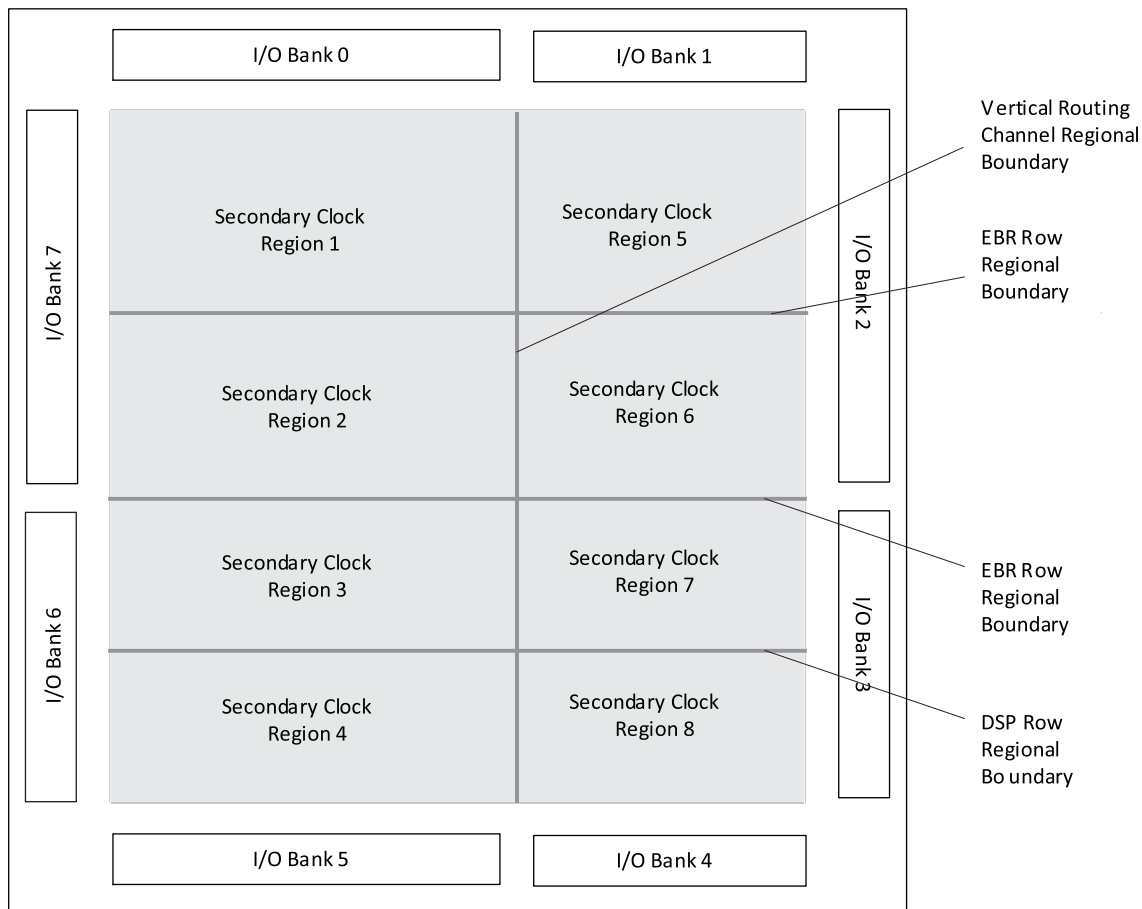 I/O Bank 0
I/O Bank 1
Vertical Routing
Channel Regional
Boundary
Secondary Clock
Region 1
Secondary Clock
Region 5
EBR Row
Regional
Boundary
I/O Bank 7
I/O Bank 2
Secondary Clock
Region 2
Secondary Clock
Region 6
Secondary Clock
Region 3
Secondary Clock
Region 7
EBR Row
Regional
Boundary
I/O Bank 6
I/O Bank 3
Secondary Clock
Region 4
Secondary Clock
Region 8
DSP Row
Regional
Bo undary
I/O Bank 5
I/O Bank 4